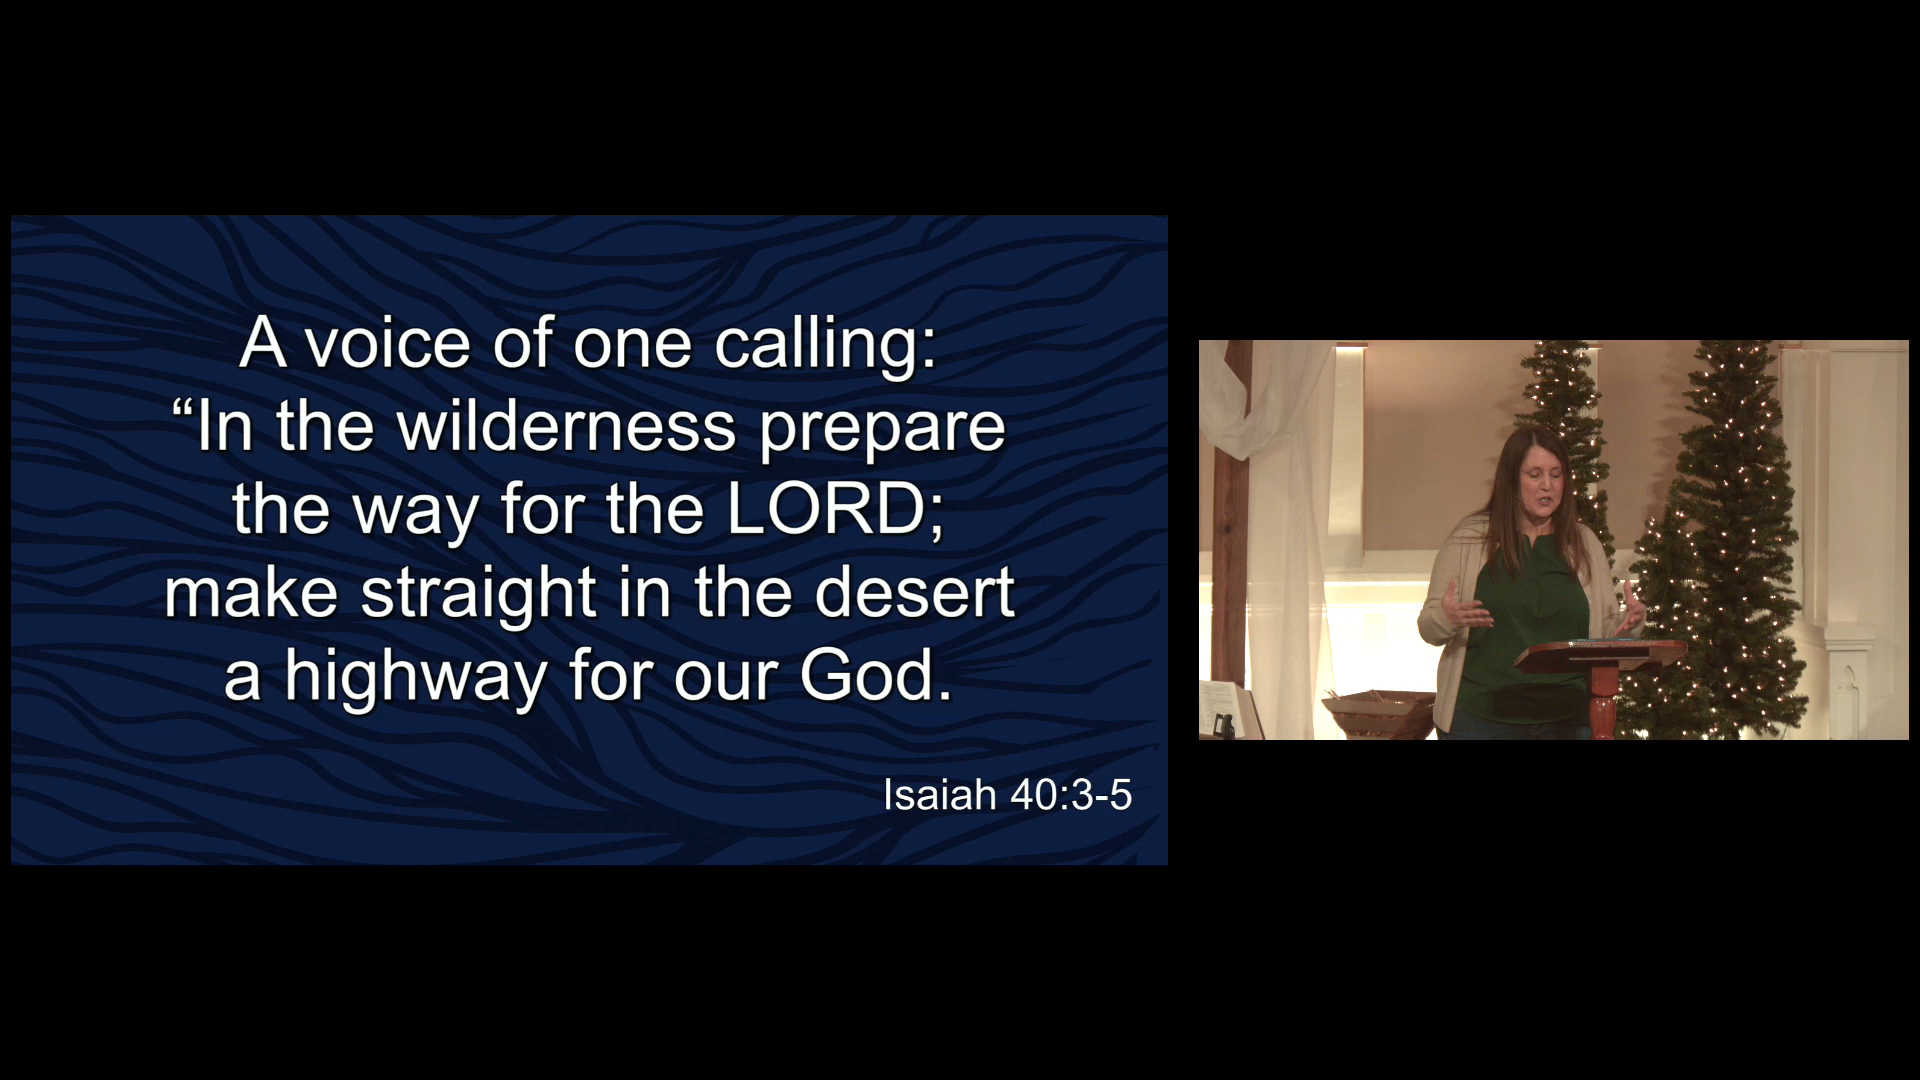 A voice of one calling:
“In the wilderness prepare
the way for the LORD;
make straight in the desert
a highway for our God.
Isaiah 40:3-5